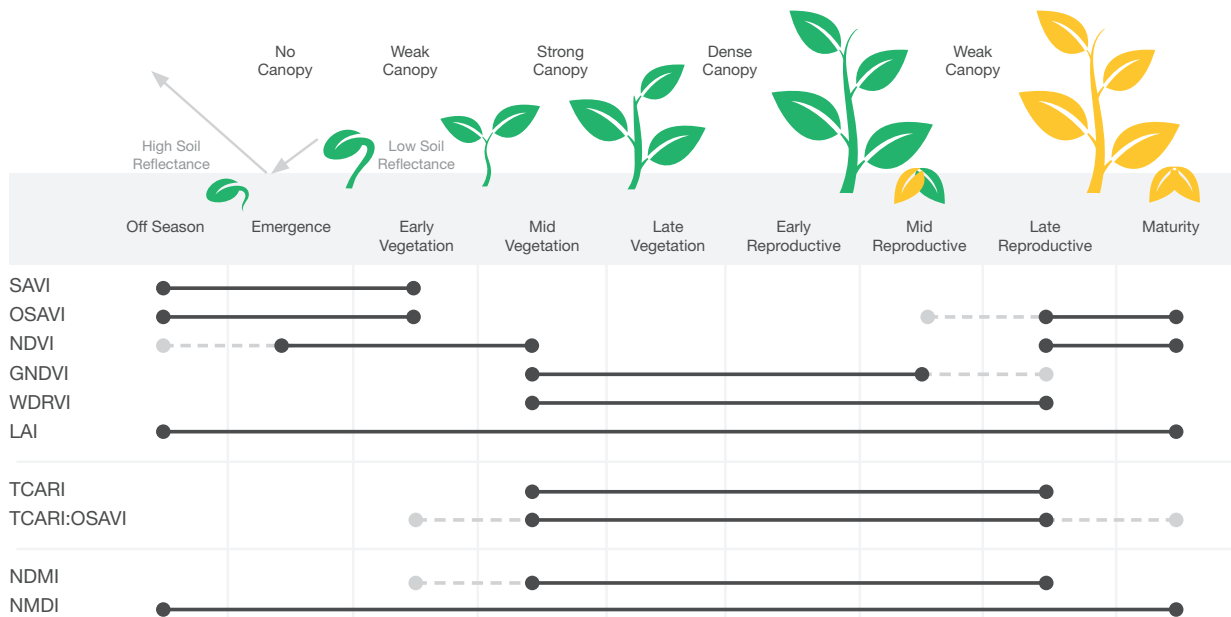 No
Canopy
Weak
Canopy
Strong
Canopy
Dense
Canopy
Weak
Canopy
High Soil
Reflectance
Low Soil
Reflectance
Off Season
Emergence
Early
Vegetation
Mid
Vegetation
Late
Vegetation
Early
Reproductive
Mid
Reproductive
Late
Reproductive
Maturity
SAVI
OSAVI
NDVI
GNDVI
WDRVI
LAI
TCARI
TCARI:OSAVI
NDMI
NMDI